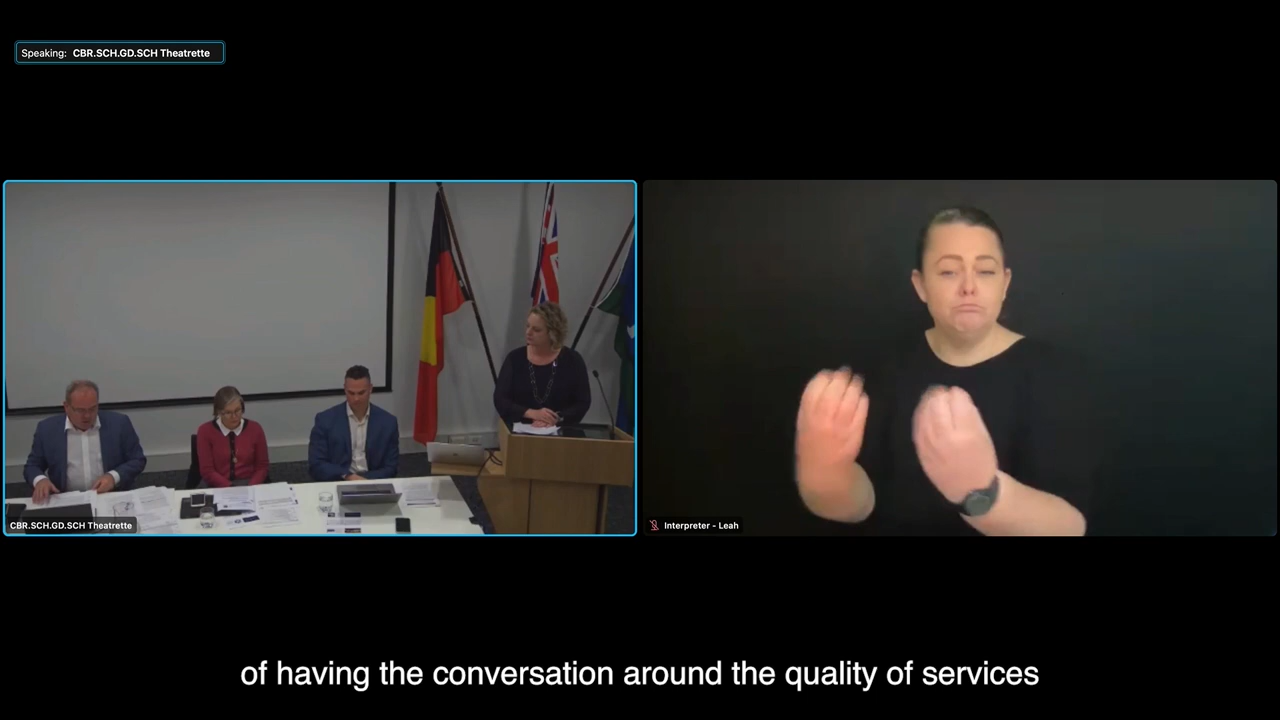 Speaking: CBR.SCH.GD.SCH Theatrette
CBR.SCH.GD.SCH Theatrette
Interpreter - Leah
of having the conversation around the quality of services